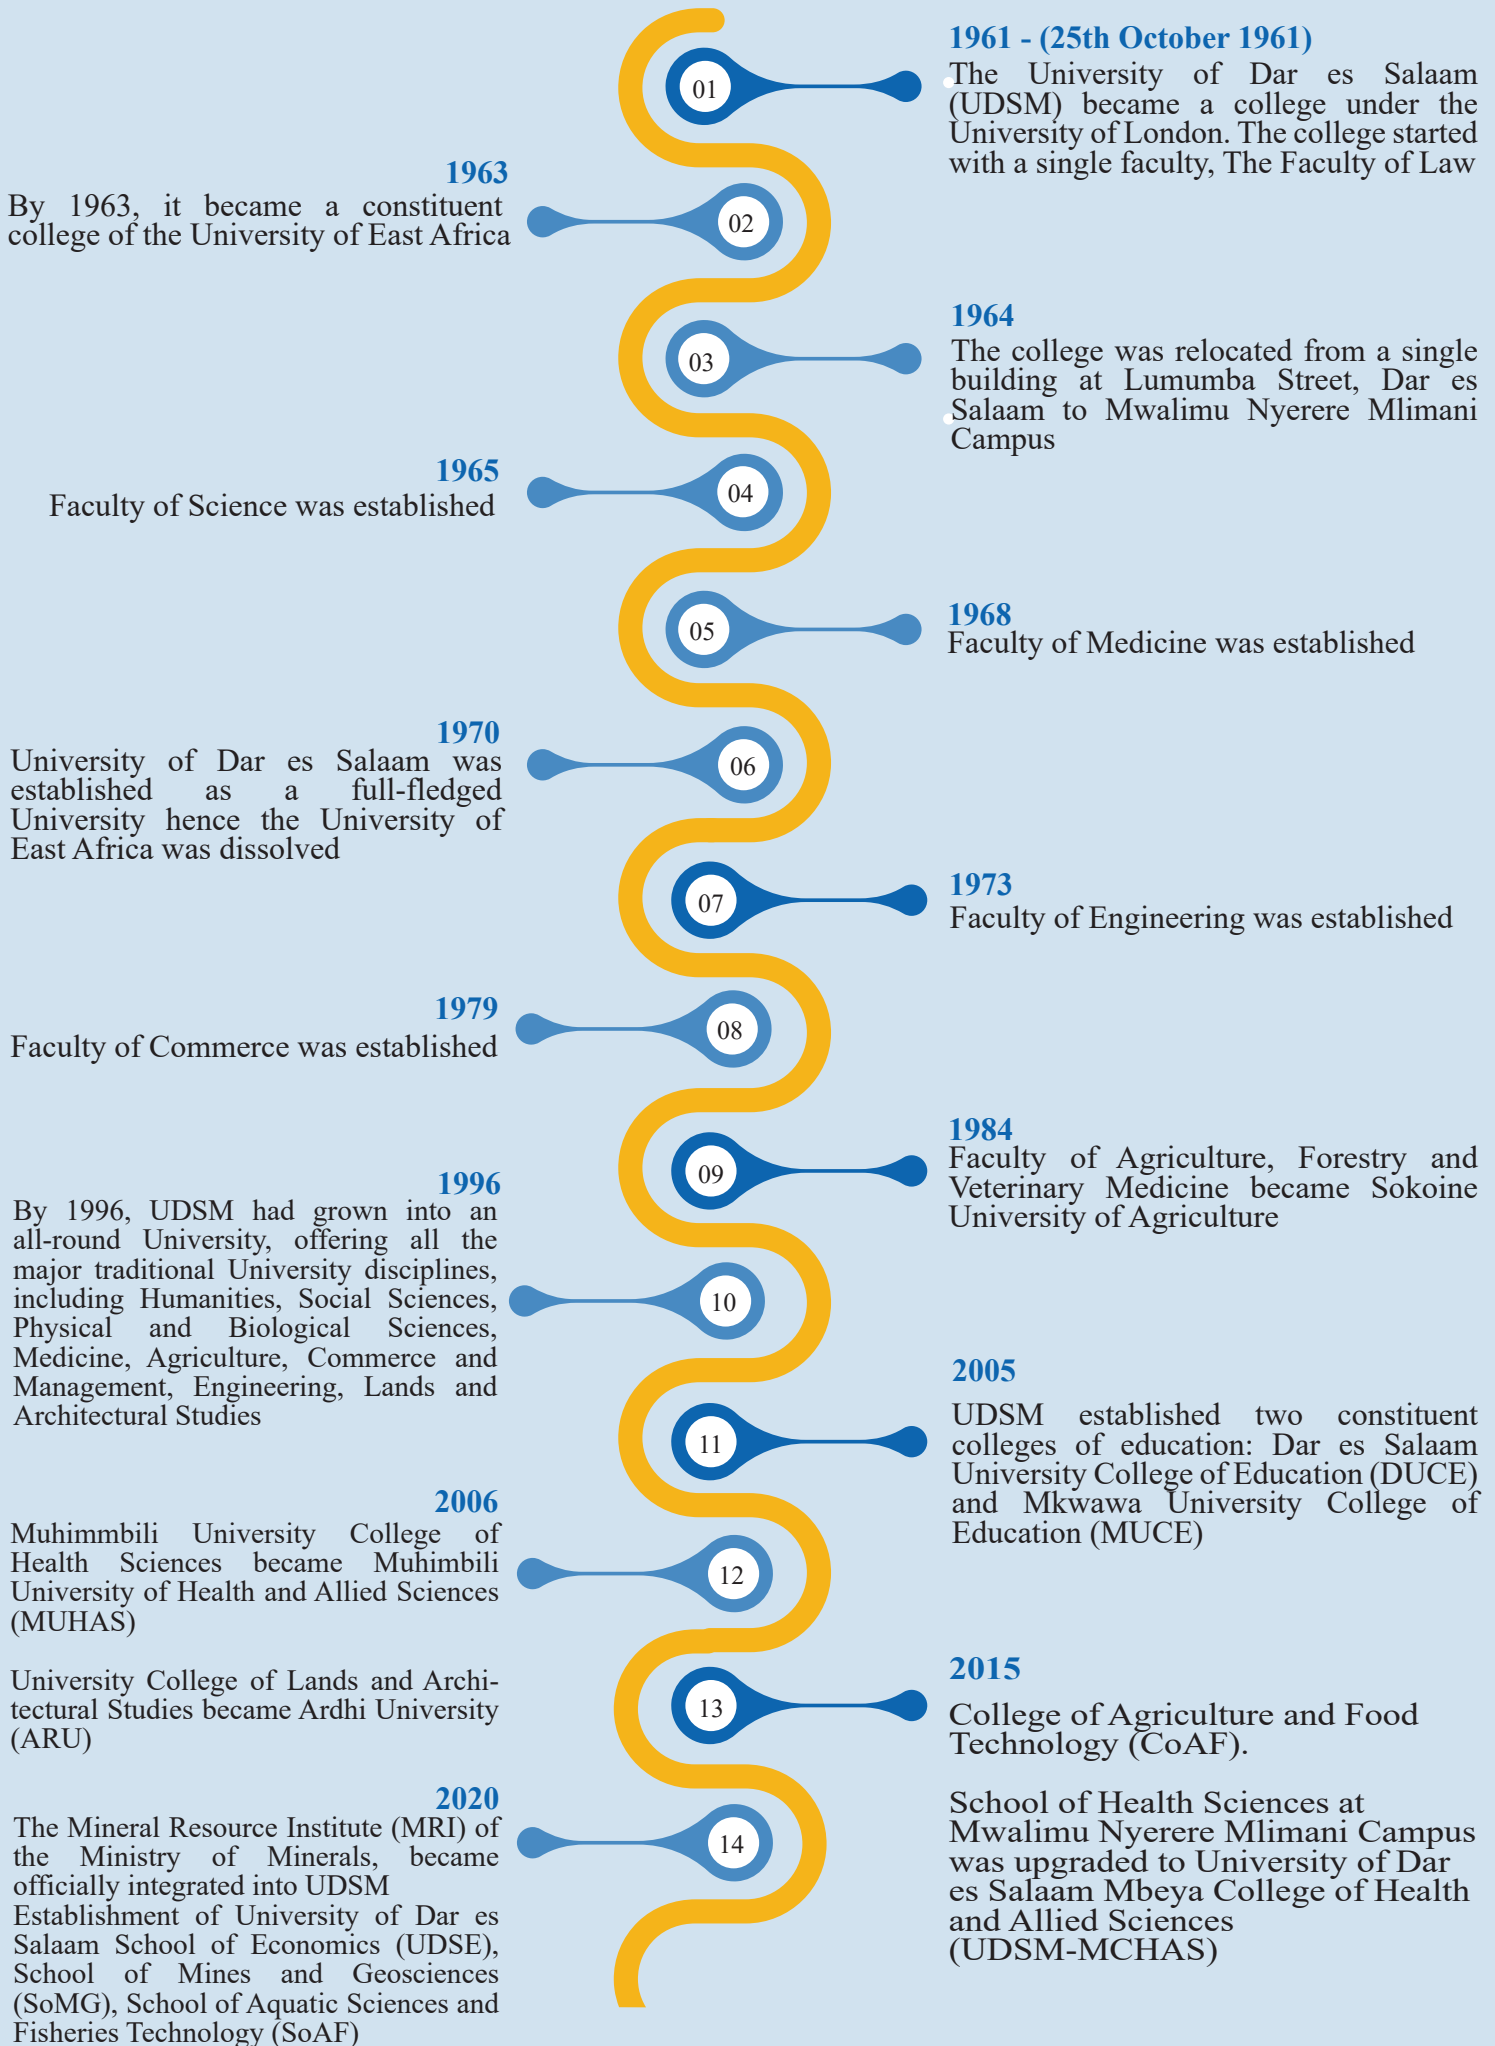 01
1961 - (25th October 1961)
The University of Dar es Salaam
(UDSM) became a college under the
University of London. The college started
with a single faculty, The Faculty of Law
1963
By 1963, it became a constituent
college of the University of East Africa
02
03
1964
The college was relocated from a single
building at Lumumba Street, Dar es
Salaam to Mwalimu Nyerere Mlimani
Campus
1965
Faculty of Science was established
04
05
1968
Faculty of Medicine was established
1970
University of Dar es Salaam was
established as a full-fledged
University hence the University of
East Africa was dissolved
06
07
1973
Faculty of Engineering was established
1979
Faculty of Commerce was established
08
09
1984
Faculty of Agriculture, Forestry and
Veterinary Medicine became Sokoine
University of Agriculture
1996
By 1996, UDSM had grown into an
all-round University, offering all the
major traditional University disciplines,
including Humanities, Social Sciences,
Physical and Biological Sciences,
Medicine, Agriculture, Commerce and
Management, Engineering, Lands and
Architectural Studies
10
11
2005
UDSM established two constituent
colleges of education: Dar es Salaam
University College of Education (DUCE)
and Mkwawa University College of
Education (MUCE)
2006
Muhimmbili University College of
Health Sciences became Muhimbili
University of Health and Allied Sciences
(MUHAS)
University College of Lands and Archi-
tectural Studies became Ardhi University
(ARU)
12
13
2015
College of Agriculture and Food
Technology (CoAF).
School of Health Sciences at
Mwalimu Nyerere Mlimani Campus
was upgraded to University of Dar
es Salaam Mbeya College of Health
and Allied Sciences
(UDSM-MCHAS)
2020
The Mineral Resource Institute (MRI) of
the Ministry of Minerals, became
officially integrated into UDSM
Establishment of University of Dar es
Salaam School of Economics (UDSE),
School of Mines and Geosciences
(SoMG), School of Aquatic Sciences and
Fisheries Technology (SoAF)
14